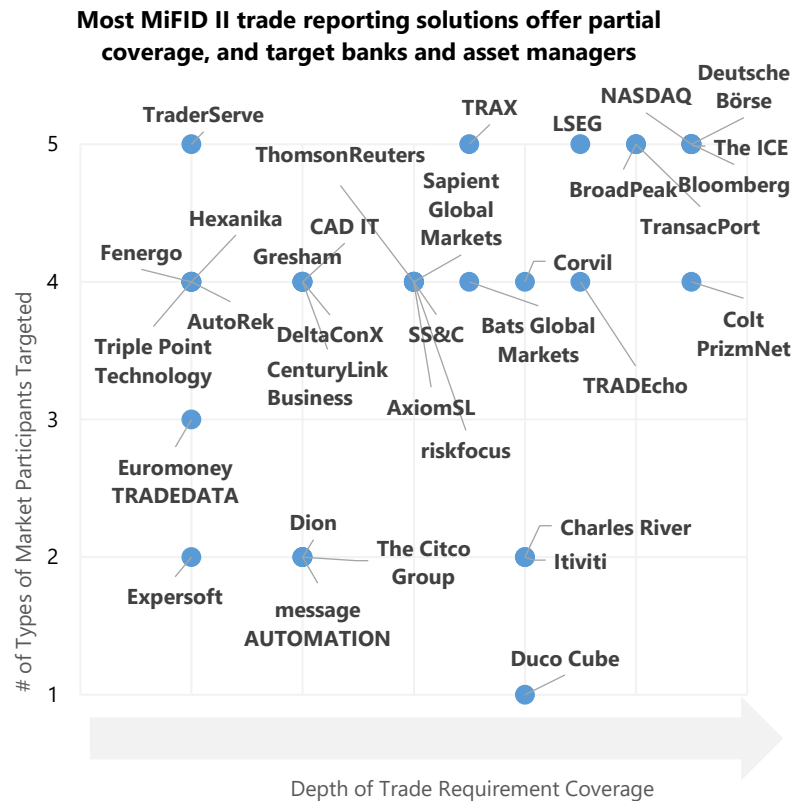 Most MiFID II trade reporting solutions offer partial
coverage, and target banks and asset managers
Deutsche
Börse
NASDAQ
TraderServe
TRAX
LSEG
5
The ICE
ThomsonReuters
Sapient
Global
Markets
BroadPeak
Bloomberg
TransacPort
Hexanika
CAD IT
Fenergo
Gresham
Corvil
4
AutoRek
DeltaConX
SS&C
Bats Global
Markets
Colt
PrizmNet
Triple Point
Technology
CenturyLink
Business
TRADEcho
AxiomSL
3
riskfocus
Euromoney
TRADEDATA
Dion
Charles River
The Citco
Group
Itiviti
2
Expersoft
message
AUTOMATION
Duco Cube
1
# of Types of Market Participants Targeted
Depth of Trade Requirement Coverage